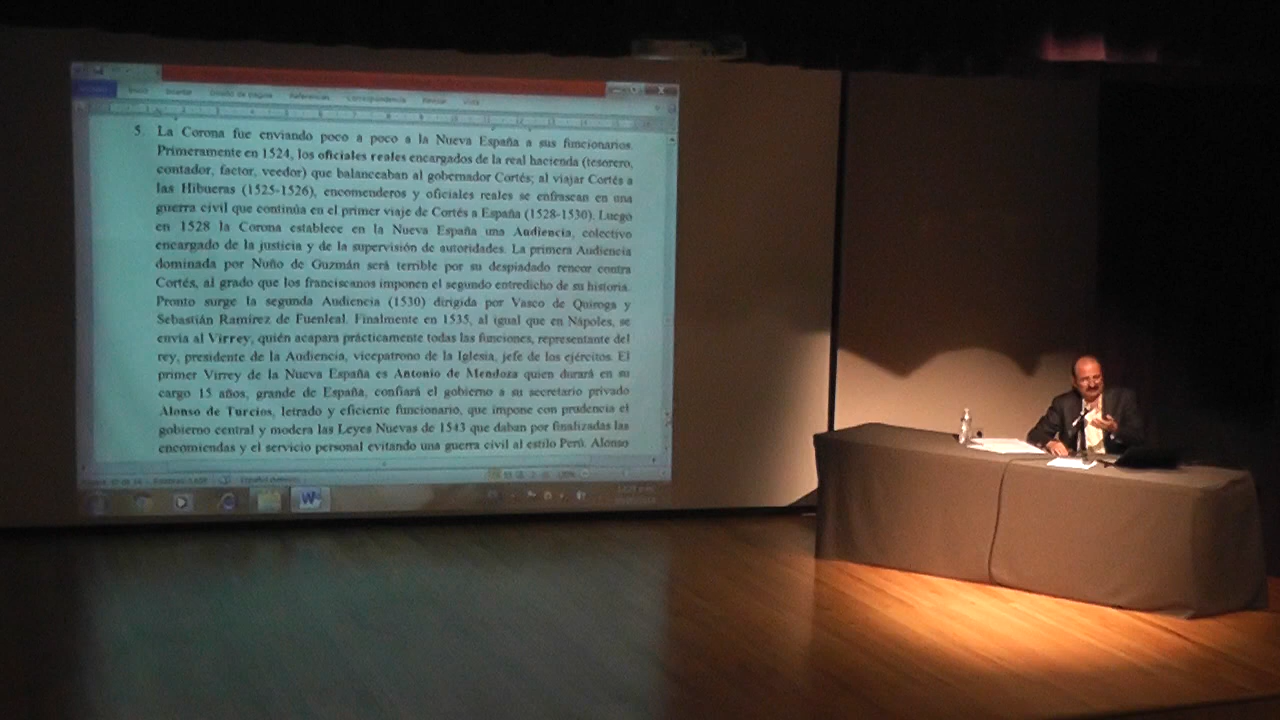 Insertar Diseño de página Referencias Correspondencia Revisar Vista
5. La Corona fue enviando poco a poco a la Nueva España a sus funcionarios.
Primeramente en 1524, los oficiales reales encargados de la real hacienda (tesorero,
contador, factor, veedor) que balanceaban al gobernador Cortés; al viajar Cortés a
las Hibueras (1525-1526), encomenderos y oficiales reales se enfrascan en una
guerra civil que continúa en el primer viaje de Cortés a España (1528-1530). Luego
en 1528 la Corona establece en la Nueva España una Audiencia, colectivo
encargado de la justicia y de la supervisión de autoridades. La primera Audiencia
dominada por Nuño de Guzmán será terrible por su despiadado rencor contra
Cortés, al grado que los franciscanos imponen el segundo entredicho de su historia.
Pronto surge la segunda Audiencia (1530) dirigida por Vasco de Quiroga y
Sebastián Ramírez de Fuenleal. Finalmente en 1535, al igual que en Nápoles, se
envía al Virrey, quién acapara prácticamente todas las funciones, representante del
rey, presidente de la Audiencia, vicepatrono de la Iglesia, jefe de los ejércitos. El
primer Virrey de la Nueva España es Antonio de Mendoza quien durará en su
cargo 15 años, grande de España, confiará el gobierno a su secretario privado
Alonso de Turcios, letrado y eficiente funcionario, que impone con prudencia el
gobierno central y modera las Leyes Nuevas de 1543 que daban por finalizadas las
encomiendas y el servicio personal evitando una guerra civil al estilo Perú. Alonso
W